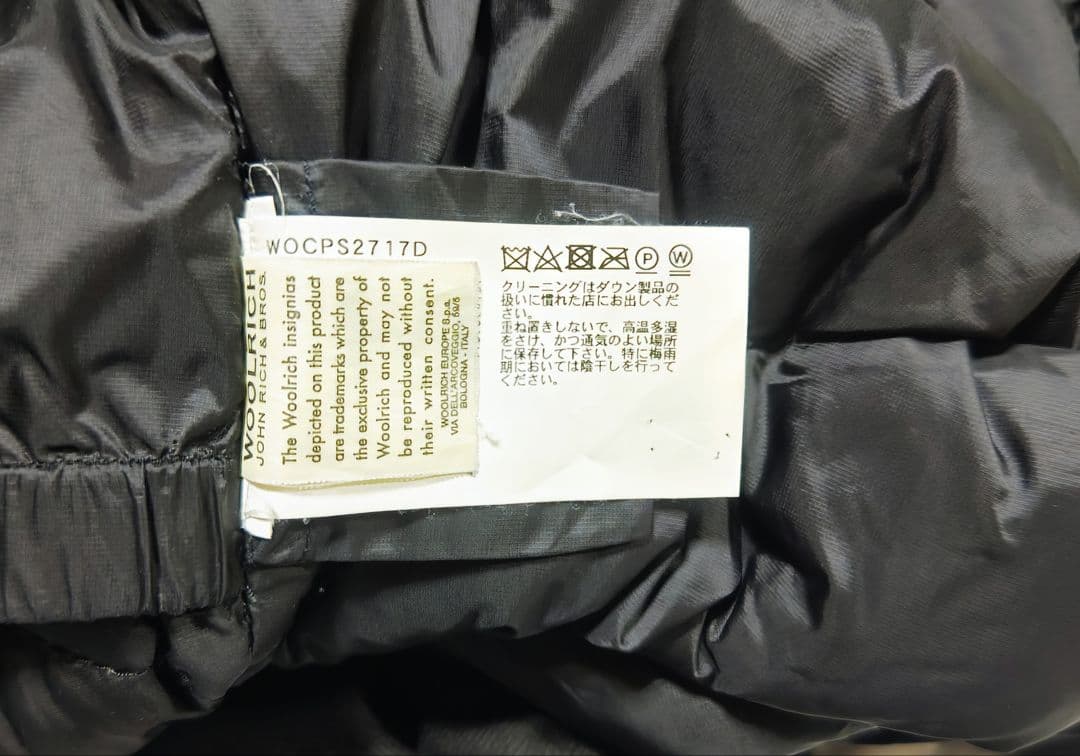 WOCPS2717D
P W
クリーニングはダウン製品の
扱いに慣れた店にお出しくだ
さい。
重ね置きしないで、高温多湿
をさけ、かつ通気のよい場所
に保存して下さい。特に梅雨
期においては陰干しを行って
ください。
WOOLRICH
JOHN RICH & BROS.
The Woolrich insignias
depicted on this product
are trademarks which are
the exclusive property of
Woolrich and may not
be reproduced without
their written consent.
WOOLRICH EUROPE S.p.a.
VIA DELL'ARCOVEGGIO, 59/5
BOLOGNA - ITALY